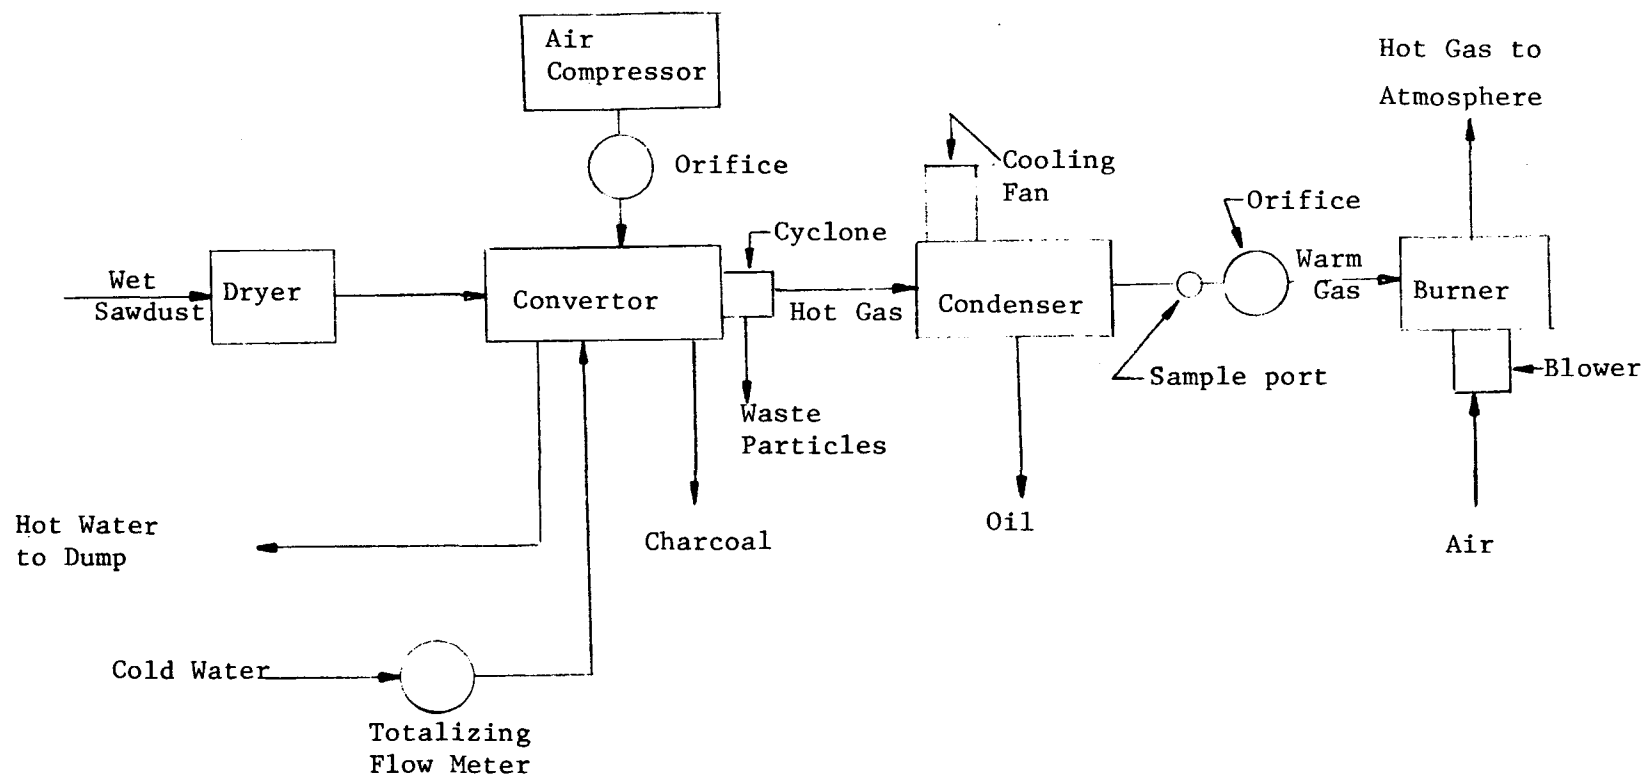 Air
Compressor
Hot Gas to
Atmosphere
Orifice
Cooling
Fan
Orifice
Cyclone
Wet
Sawdust
Dryer
Convertor
Hot Gas
Condenser
Warm
Gas
Burner
Sample port
Blower
Waste
Particles
Hot Water
to Dump
Charcoal
Oil
Air
Cold Water
Totalizing
Flow Meter